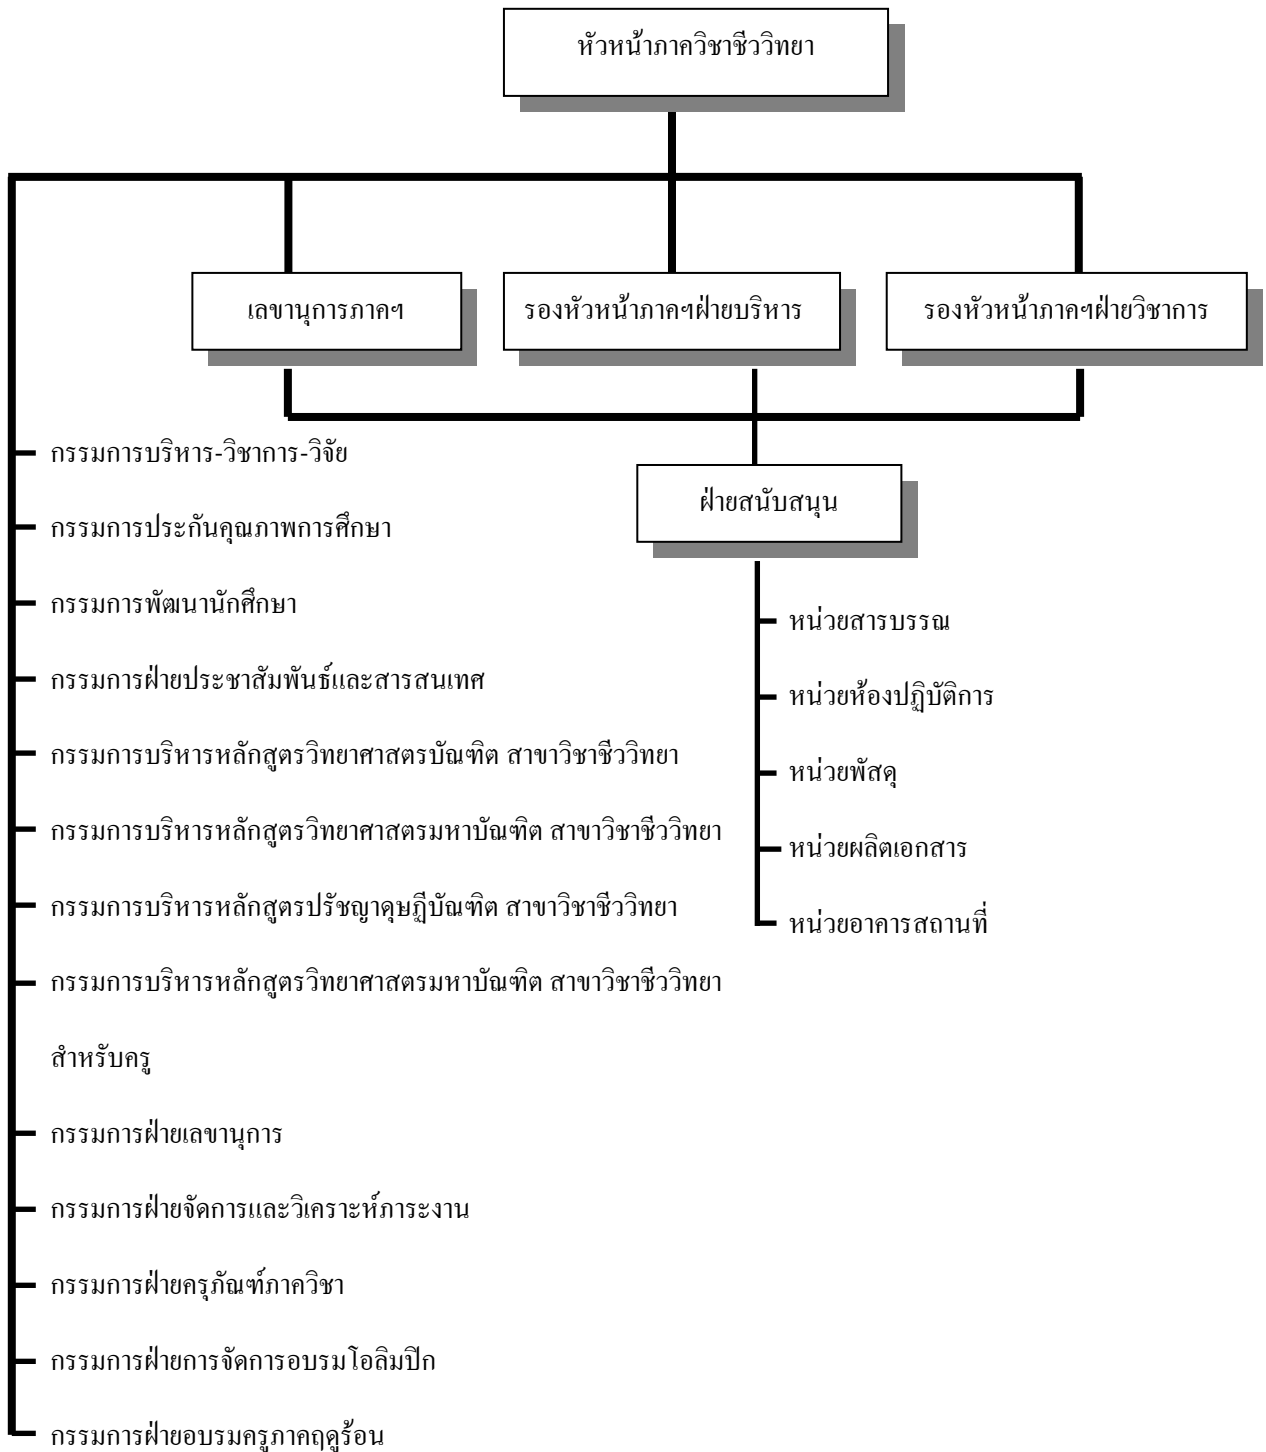 หัวหน้าภาควิชาชีววิทยา
เลขานุการภาคฯ
รองหัวหน้าภาคฯฝ่ายบริหาร
รองหัวหน้าภาคฯฝ่ายวิชาการ
กรรมการบริหาร-วิชาการ-วิจัย
กรรมการประกันคุณภาพการศึกษา
กรรมการพัฒนานักศึกษา
กรรมการฝ่ายประชาสัมพันธ์และสารสนเทศ
กรรมการบริหารหลักสูตรวิทยาศาสตรบัณฑิต สาขาวิชาชีววิทยา
กรรมการบริหารหลักสูตรวิทยาศาสตรมหาบัณฑิต สาขาวิชาชีววิทยา
กรรมการบริหารหลักสูตรปรัชญาดุษฎีบัณฑิต สาขาวิชาชีววิทยา
กรรมการบริหารหลักสูตรวิทยาศาสตรมหาบัณฑิต สาขาวิชาชีววิทยา
สำหรับครู
กรรมการฝ่ายเลขานุการ
กรรมการฝ่ายจัดการและวิเคราะห์ภาระงาน
กรรมการฝ่ายครุภัณฑ์ภาควิชา
กรรมการฝ่ายการจัดการอบรมโอลิมปิก
กรรมการฝ่ายอบรมครูภาคฤดูร้อน
ฝ่ายสนับสนุน
หน่วยสารบรรณ
หน่วยห้องปฏิบัติการ
หน่วยพัสดุ
หน่วยผลิตเอกสาร
หน่วยอาคารสถานที่